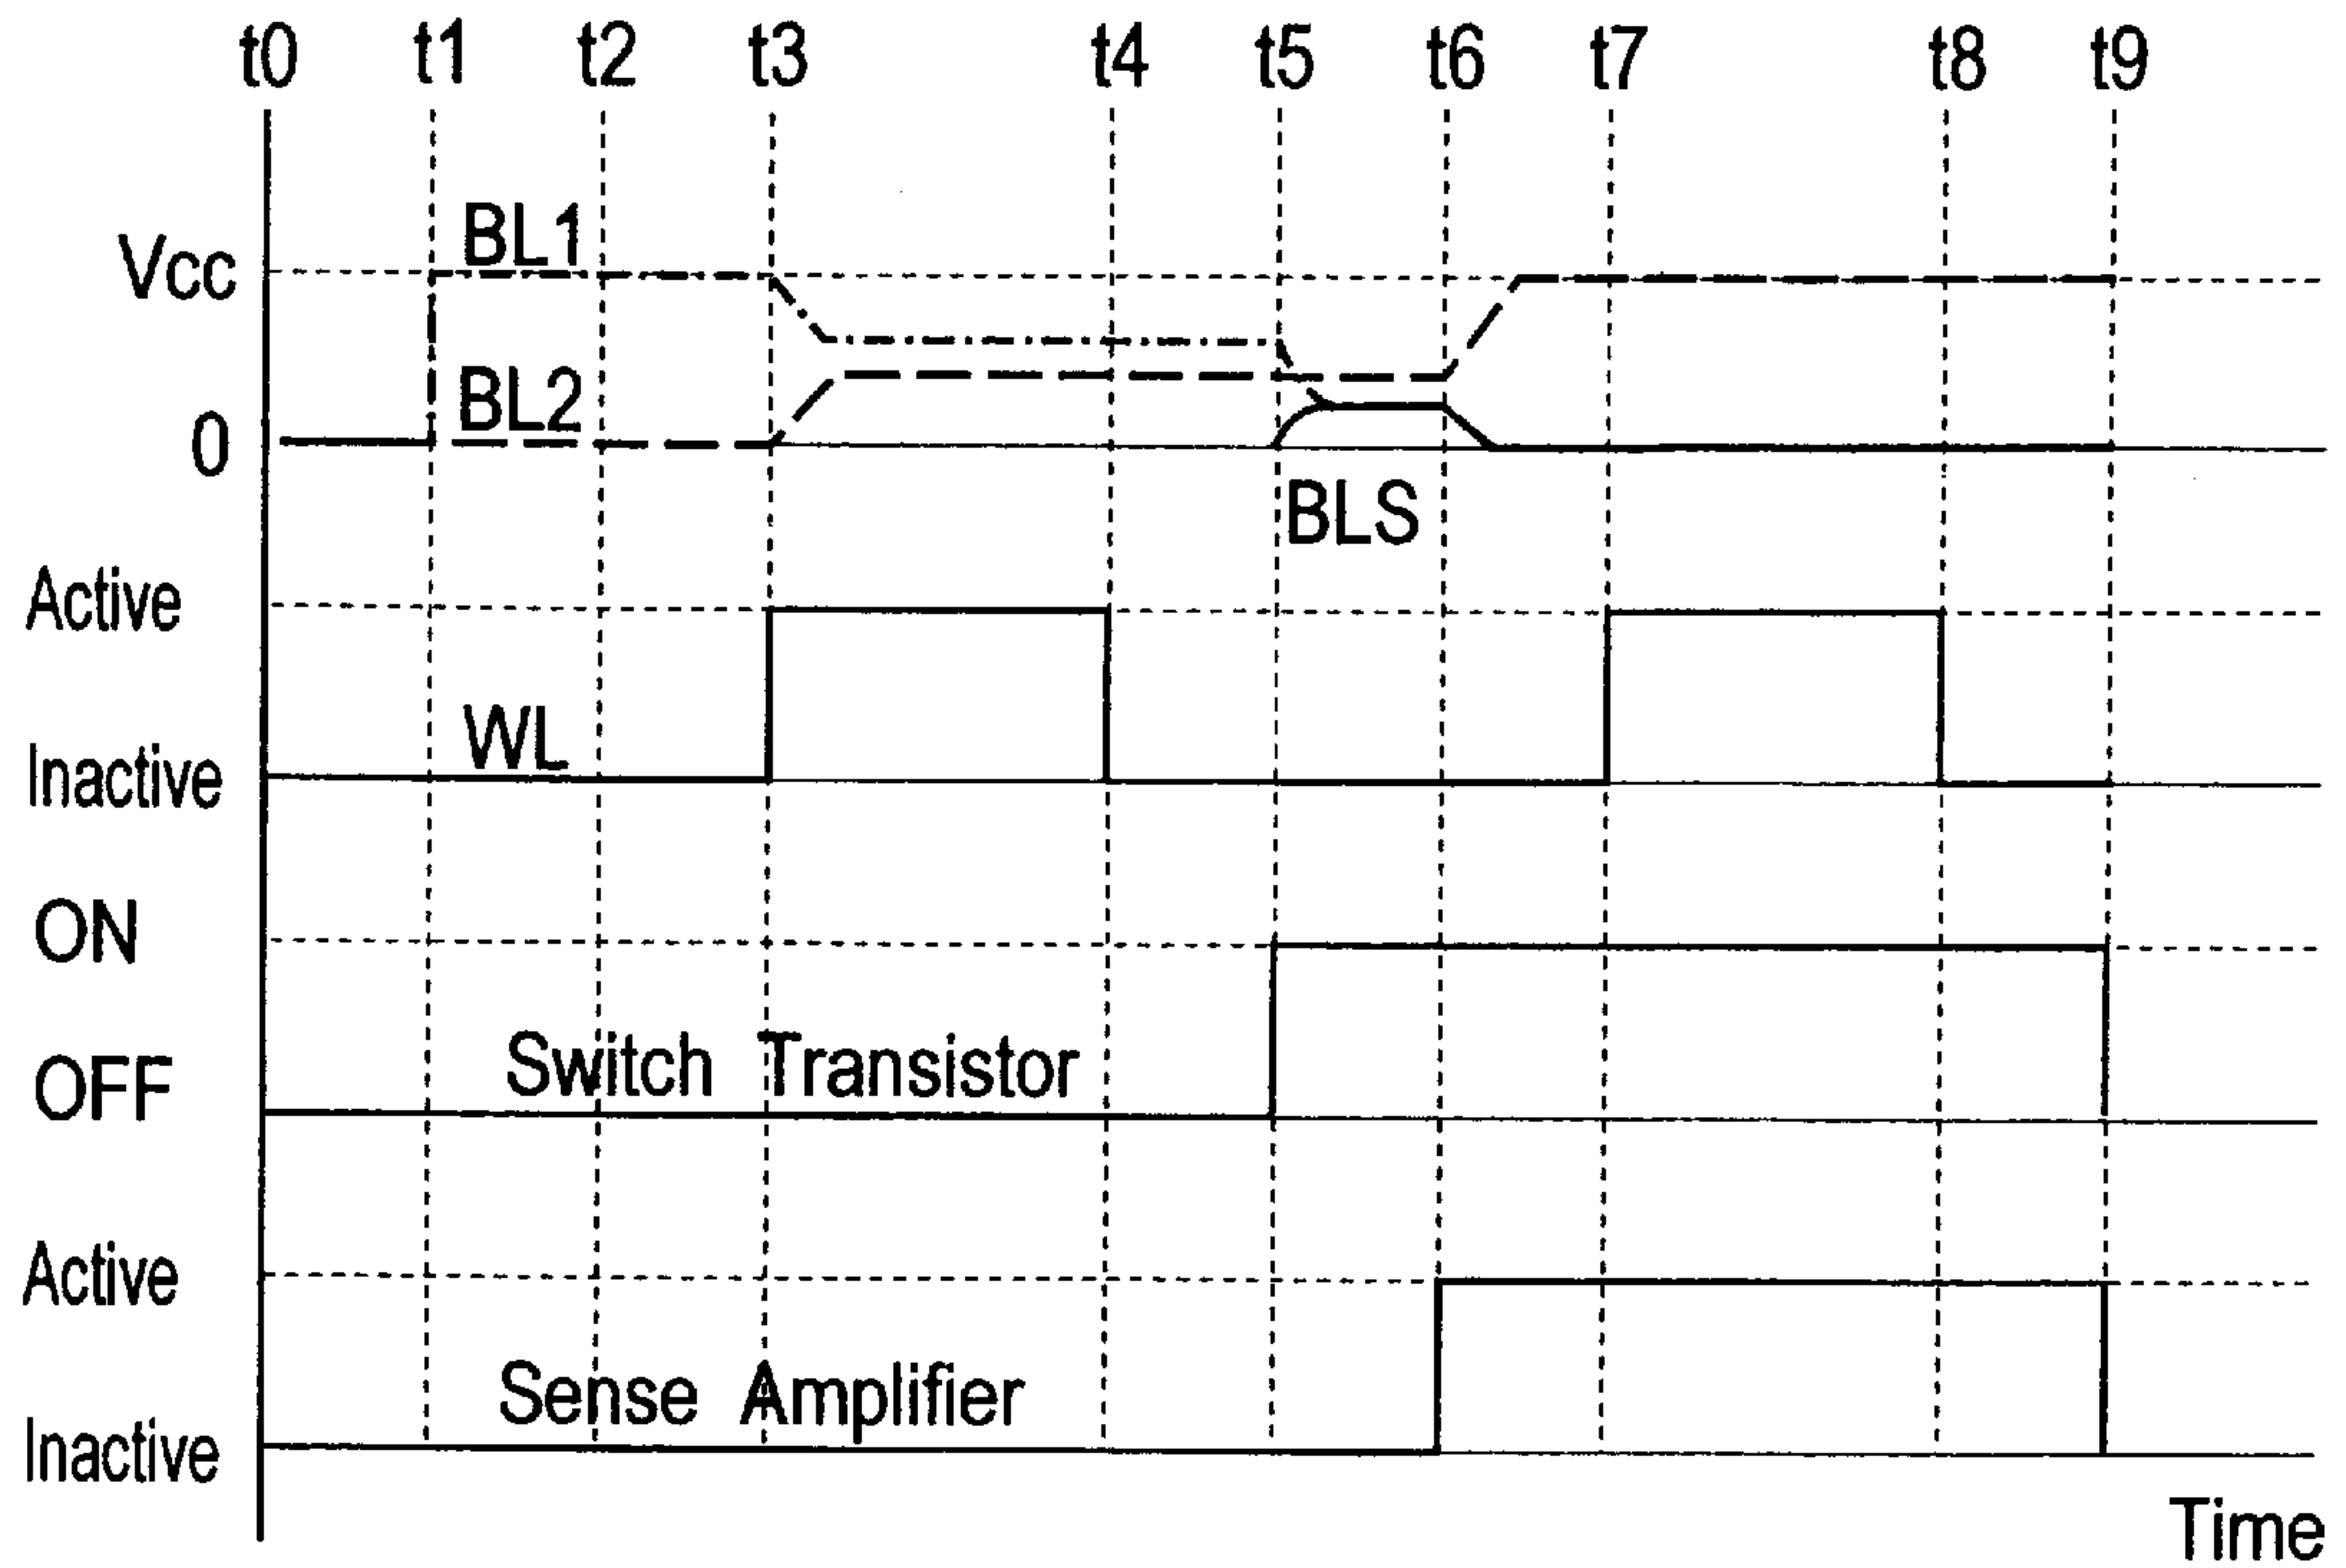 t0 t1 t2 t3 t4 t5 t6 t7 t8 t9
BL1
Vcc
BL2
0
BLS
Active
WL
Inactive
ON
Switch Transistor
OFF
Active
Sense Amplifier
Inactive
Time